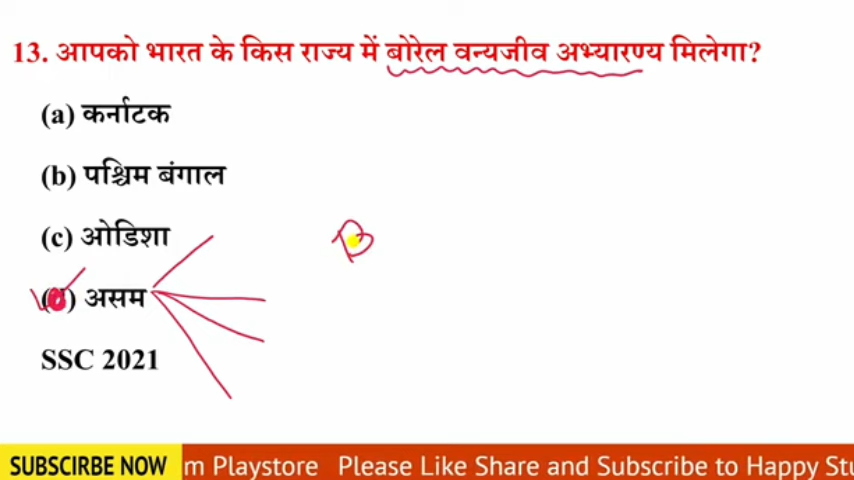 13. आपको भारत के किस राज्य में बोरेल वन्यजीव अभ्यारण्य मिलेगा?
(a) कर्नाटक
(b) पश्चिम बंगाल
(c) ओडिशा
B
(d) असम
SSC 2021
SUBSCIRBE NOW m Playstore Please Like Share and Subscribe to Happy Stu